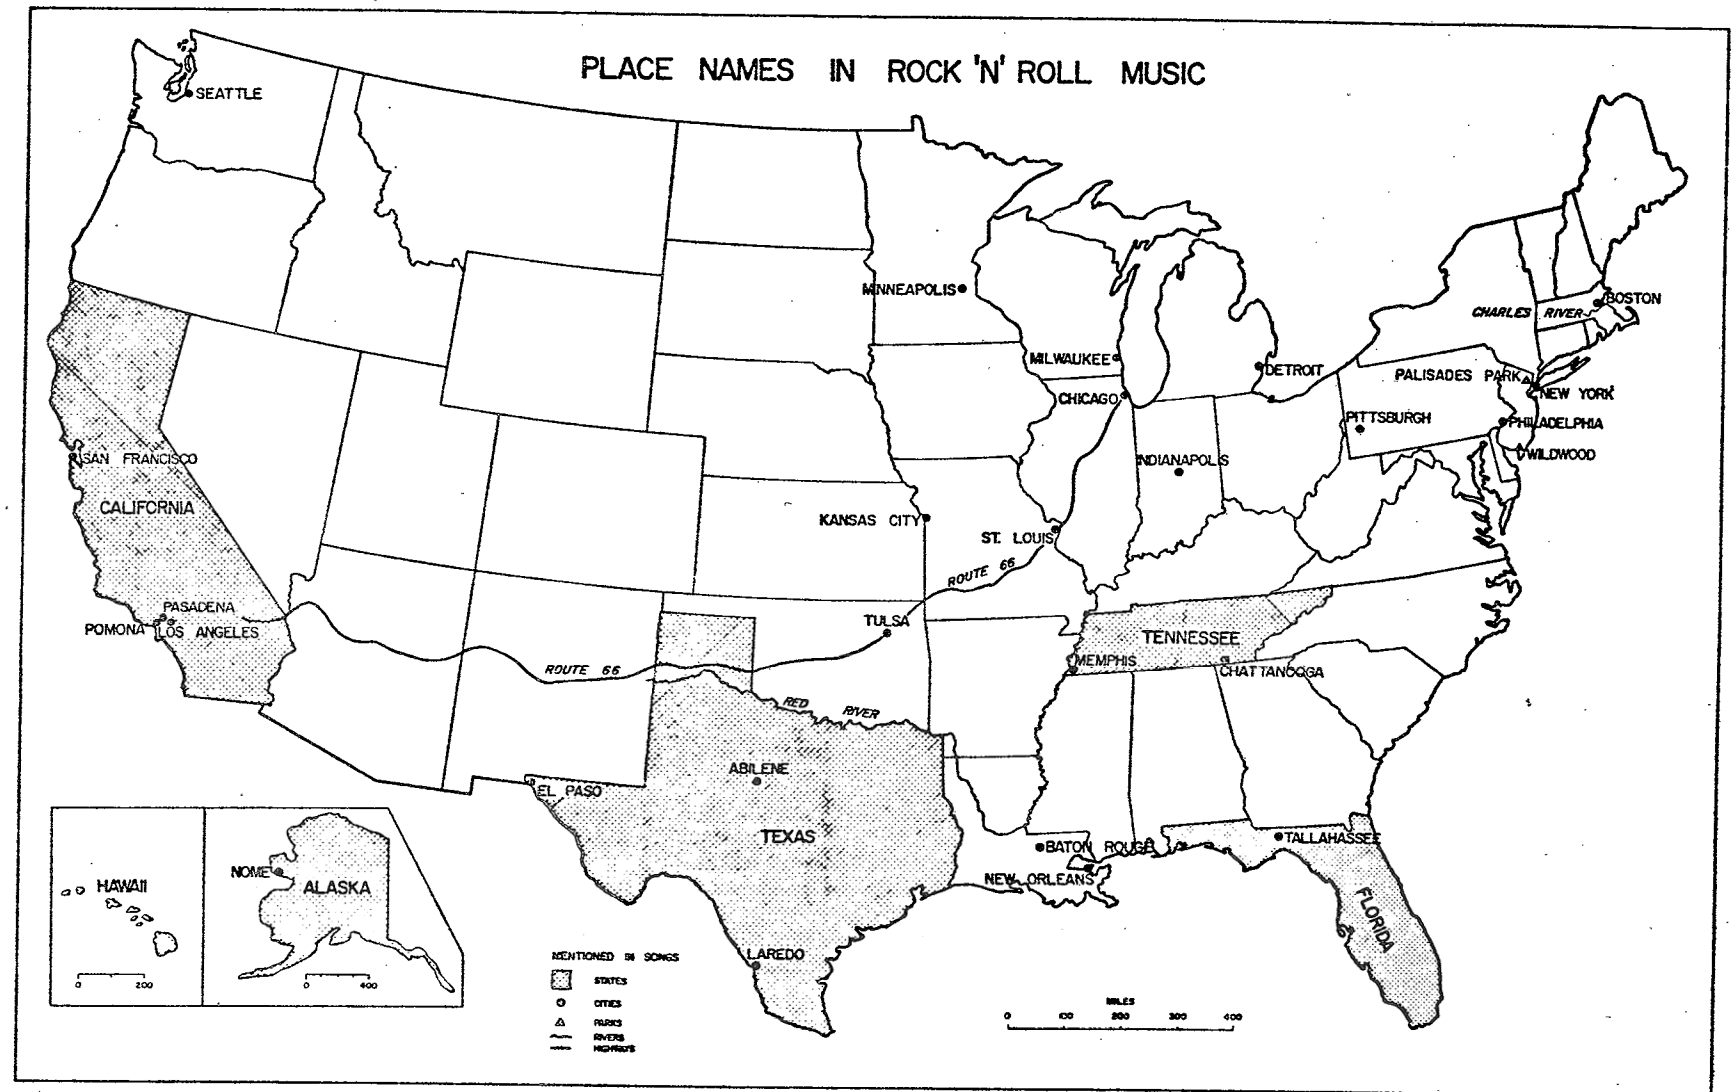 PLACE NAMES IN ROCK 'N' ROLL MUSIC
SEATTLE
MINNEAPOLIS
MILWAUKEE
CHICAGO
DETROIT
CHARLES RIVER
BOSTON
PALISADES PARK
NEW YORK
PITTSBURGH
PHILADELPHIA
WILDWOOD
INDIANAPOLIS
SAN FRANCISCO
CALIFORNIA
KANSAS CITY
ST. LOUIS
ROUTE 66
PASADENA
POMONA
LOS ANGELES
TULSA
ROUTE 66
TENNESSEE
MEMPHIS
CHATTANOOGA
RED RIVER
ABILENE
EL PASO
TEXAS
BATON ROUGE
TALLAHASSEE
NEW ORLEANS
FLORIDA
LAREDO
HAWAII
0 200
NOME
ALASKA
0 400
MENTIONED IN SONGS
STATES
CITIES
PARKS
RIVERS
HIGHWAYS
MILES
0 100 200 300 400